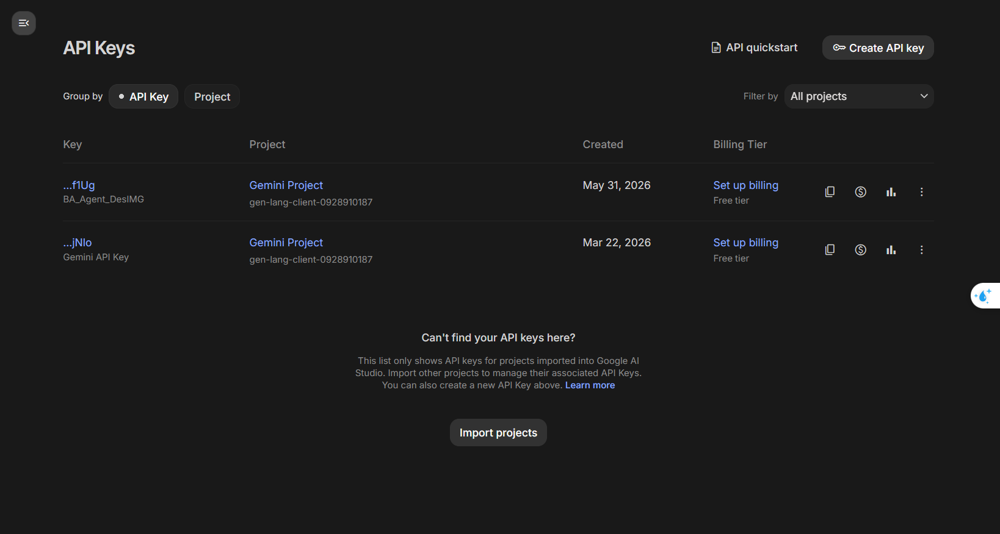 API Keys
API quickstart
Create API key
Group by
API Key
Project
Filter by
All projects
Key
Project
Created
Billing Tier
...f1Ug
BA_Agent_DesIMG
Gemini Project
gen-lang-client-0928910187
May 31, 2026
Set up billing
Free tier
...jNlo
Gemini API Key
Gemini Project
gen-lang-client-0928910187
Mar 22, 2026
Set up billing
Free tier
Can't find your API keys here?
This list only shows API keys for projects imported into Google AI
Studio. Import other projects to manage their associated API Keys.
You can also create a new API Key above. Learn more
Import projects